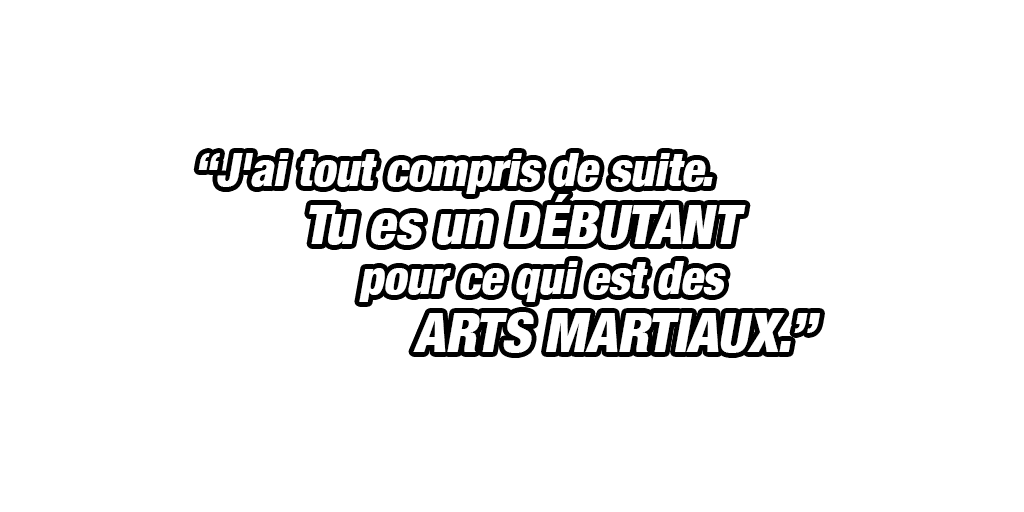 “J'ai tout compris de suite.
Tu es un DÉBUTANT
pour ce qui est des
ARTS MARTIAUX.”